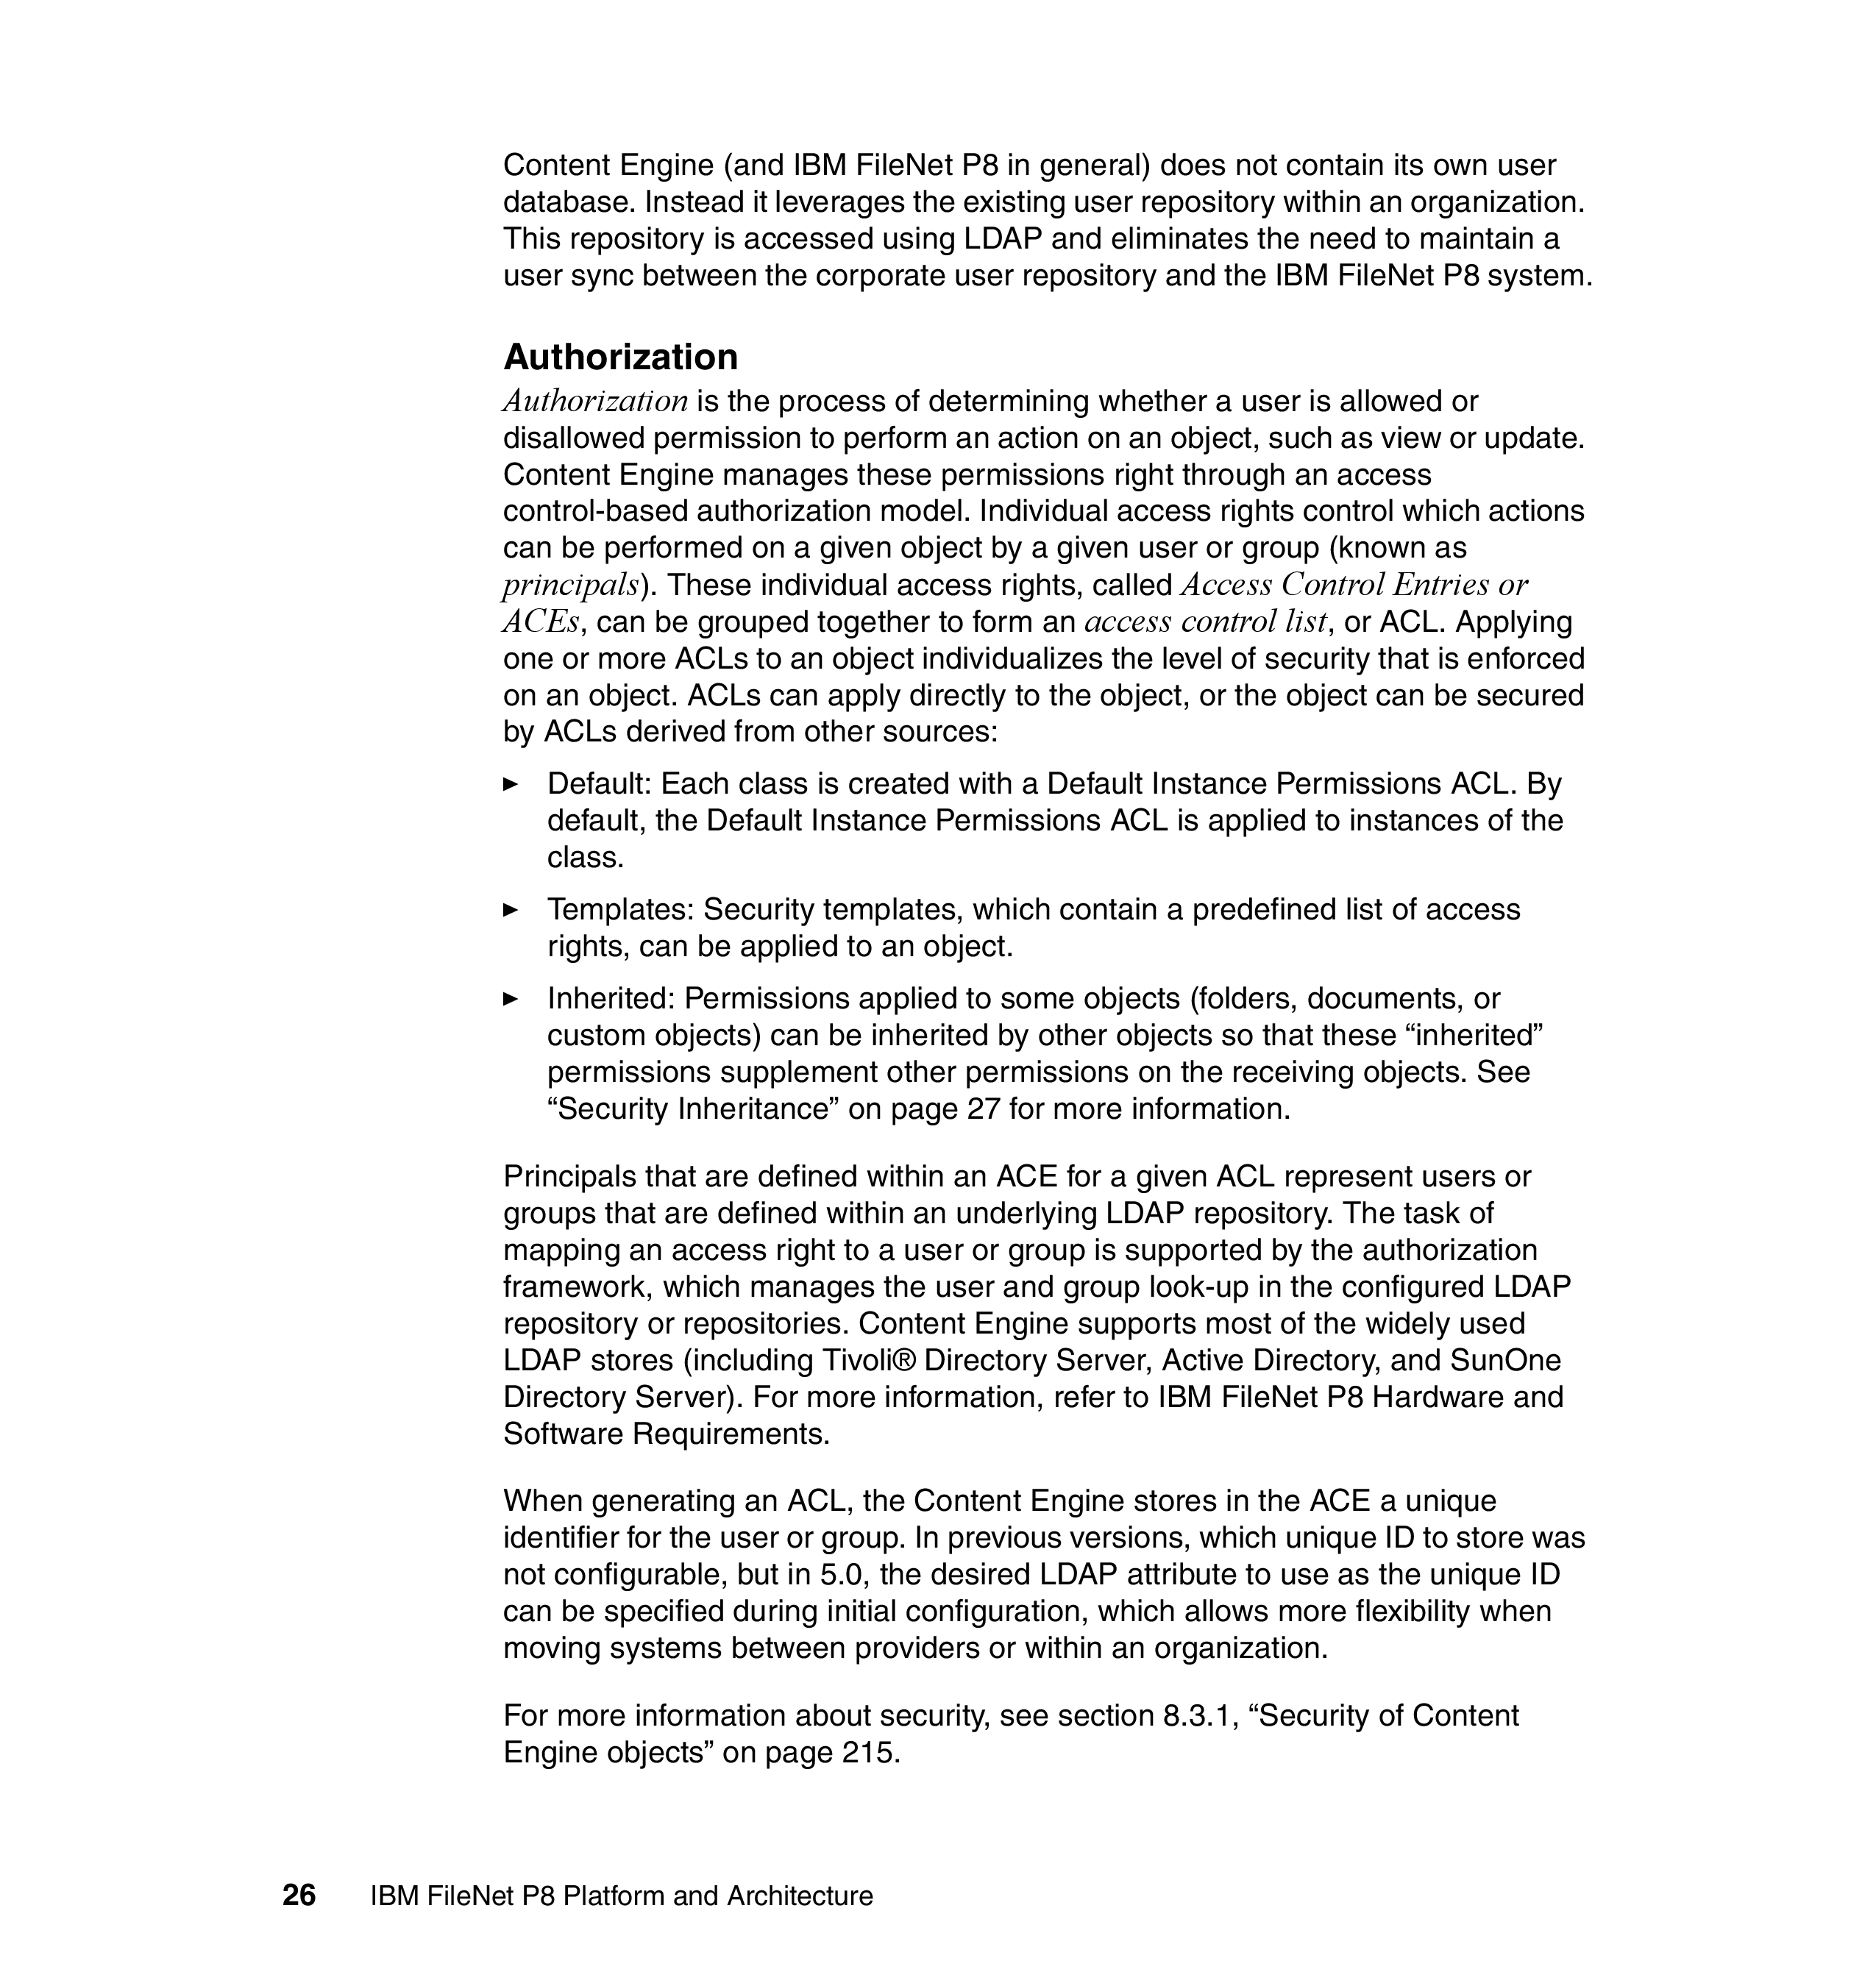 Content Engine (and IBM FileNet P8 in general) does not contain its own user
database. Instead it leverages the existing user repository within an organization.
This repository is accessed using LDAP and eliminates the need to maintain a
user sync between the corporate user repository and the IBM FileNet P8 system.
Authorization
Authorization is the process of determining whether a user is allowed or
disallowed permission to perform an action on an object, such as view or update.
Content Engine manages these permissions right through an access
control-based authorization model. Individual access rights control which actions
can be performed on a given object by a given user or group (known as
principals). These individual access rights, called Access Control Entries or
ACEs, can be grouped together to form an access control list, or ACL. Applying
one or more ACLs to an object individualizes the level of security that is enforced
on an object. ACLs can apply directly to the object, or the object can be secured
by ACLs derived from other sources:
► Default: Each class is created with a Default Instance Permissions ACL. By
default, the Default Instance Permissions ACL is applied to instances of the
class.
► Templates: Security templates, which contain a predefined list of access
rights, can be applied to an object.
► Inherited: Permissions applied to some objects (folders, documents, or
custom objects) can be inherited by other objects so that these “inherited”
permissions supplement other permissions on the receiving objects. See
“Security Inheritance” on page 27 for more information.
Principals that are defined within an ACE for a given ACL represent users or
groups that are defined within an underlying LDAP repository. The task of
mapping an access right to a user or group is supported by the authorization
framework, which manages the user and group look-up in the configured LDAP
repository or repositories. Content Engine supports most of the widely used
LDAP stores (including Tivoli® Directory Server, Active Directory, and SunOne
Directory Server). For more information, refer to IBM FileNet P8 Hardware and
Software Requirements.
When generating an ACL, the Content Engine stores in the ACE a unique
identifier for the user or group. In previous versions, which unique ID to store was
not configurable, but in 5.0, the desired LDAP attribute to use as the unique ID
can be specified during initial configuration, which allows more flexibility when
moving systems between providers or within an organization.
For more information about security, see section 8.3.1, “Security of Content
Engine objects” on page 215.
26 IBM FileNet P8 Platform and Architecture